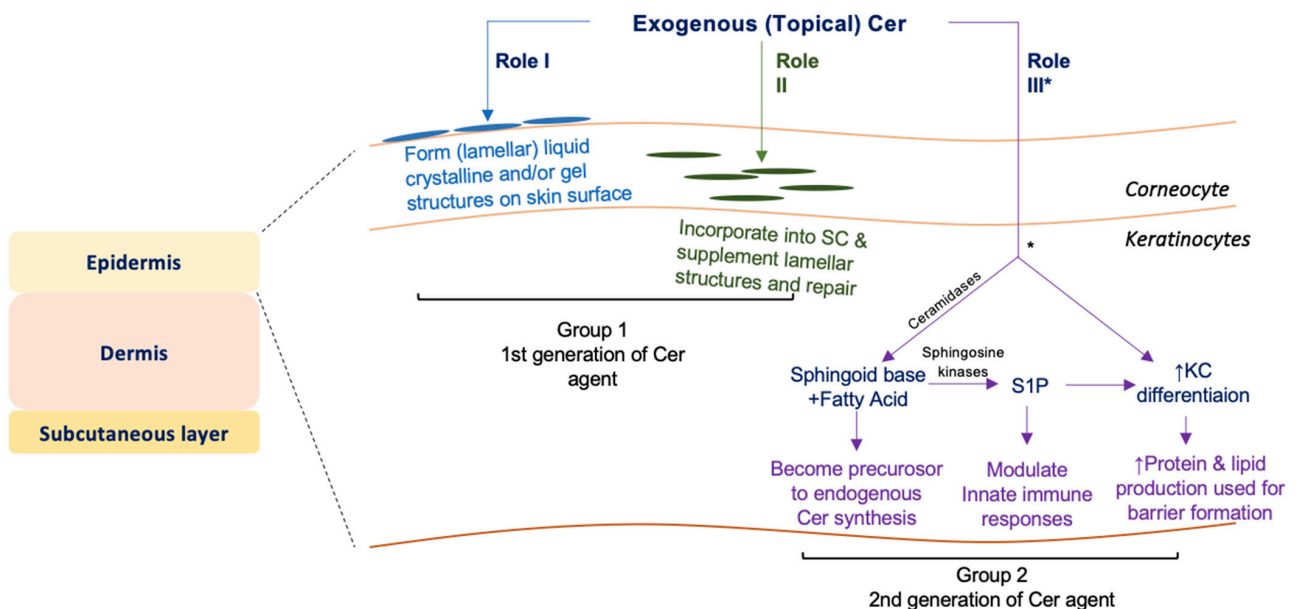 Exogenous (Topical) Cer
Role I
Role
II
Role
III*
Form (lamellar) liquid
crystalline and/or gel
structures on skin surface
Corneocyte
Keratinocytes
Incorporate into SC &
supplement lamellar
structures and repair
*
Epidermis
Dermis
Subcutaneous layer
Group 1
1st generation of Cer
agent
Ceramidases
Sphingosine
kinases
Sphingoid base
+Fatty Acid
S1P
↑KC
differentiaion
Become precurosor
to endogenous
Cer synthesis
Modulate
Innate immune
responses
↑Protein & lipid
production used for
barrier formation
Group 2
2nd generation of Cer agent